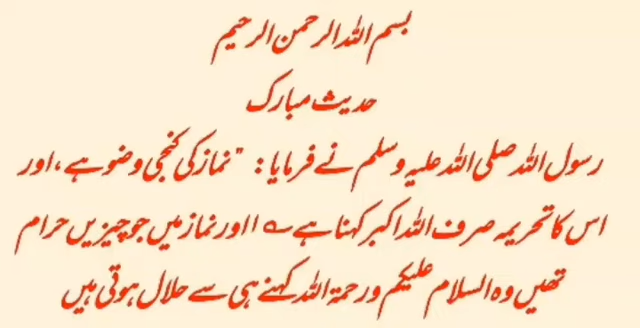 بسم اللہ الرحمن الرحیم
حدیث مبارک
رسول اللہ صلی اللہ علیہ وسلم نے فرمایا: "نماز کی کنجی وضو ہے، اور
اس کا تحریمہ صرف اللہ اکبر کہنا ہے ؎۱ اور نماز میں جو چیزیں حرام
تھیں وہ السلام علیکم ورحمۃ اللہ کہنے ہی سے حلال ہوتی ہیں